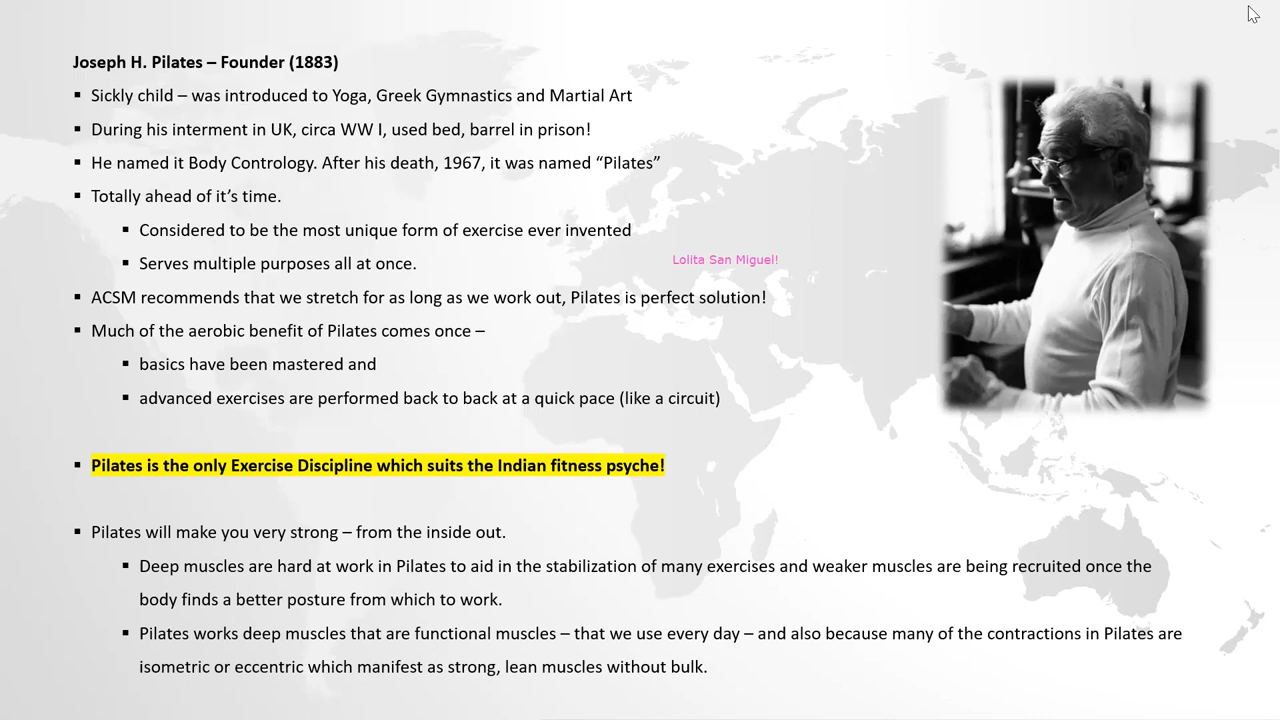 Joseph H. Pilates – Founder (1883)
▪ Sickly child – was introduced to Yoga, Greek Gymnastics and Martial Art
▪ During his interment in UK, circa WW I, used bed, barrel in prison!
▪ He named it Body Contrology. After his death, 1967, it was named “Pilates”
▪ Totally ahead of it’s time.
▪ Considered to be the most unique form of exercise ever invented
▪ Serves multiple purposes all at once.
Lolita San Miguel!
▪ ACSM recommends that we stretch for as long as we work out, Pilates is perfect solution!
▪ Much of the aerobic benefit of Pilates comes once –
▪ basics have been mastered and
▪ advanced exercises are performed back to back at a quick pace (like a circuit)
▪ Pilates is the only Exercise Discipline which suits the Indian fitness psyche!
▪ Pilates will make you very strong – from the inside out.
▪ Deep muscles are hard at work in Pilates to aid in the stabilization of many exercises and weaker muscles are being recruited once the
body finds a better posture from which to work.
▪ Pilates works deep muscles that are functional muscles – that we use every day – and also because many of the contractions in Pilates are
isometric or eccentric which manifest as strong, lean muscles without bulk.